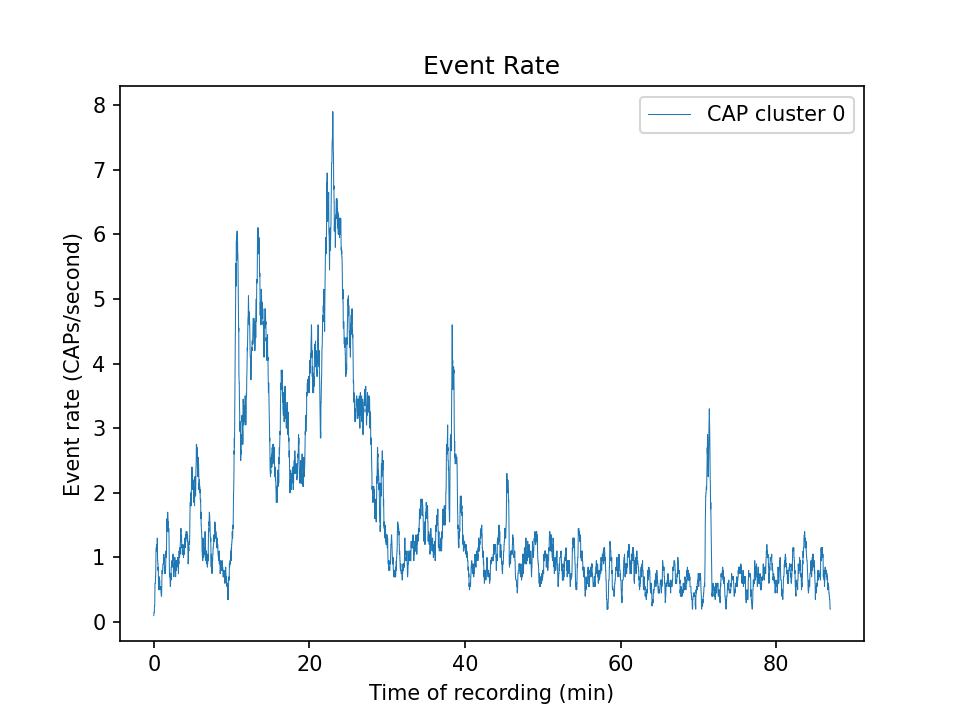 Event Rate
CAP cluster 0
Event rate (CAPs/second)
8
7
6
5
4
3
2
1
0
0 20 40 60 80
Time of recording (min)